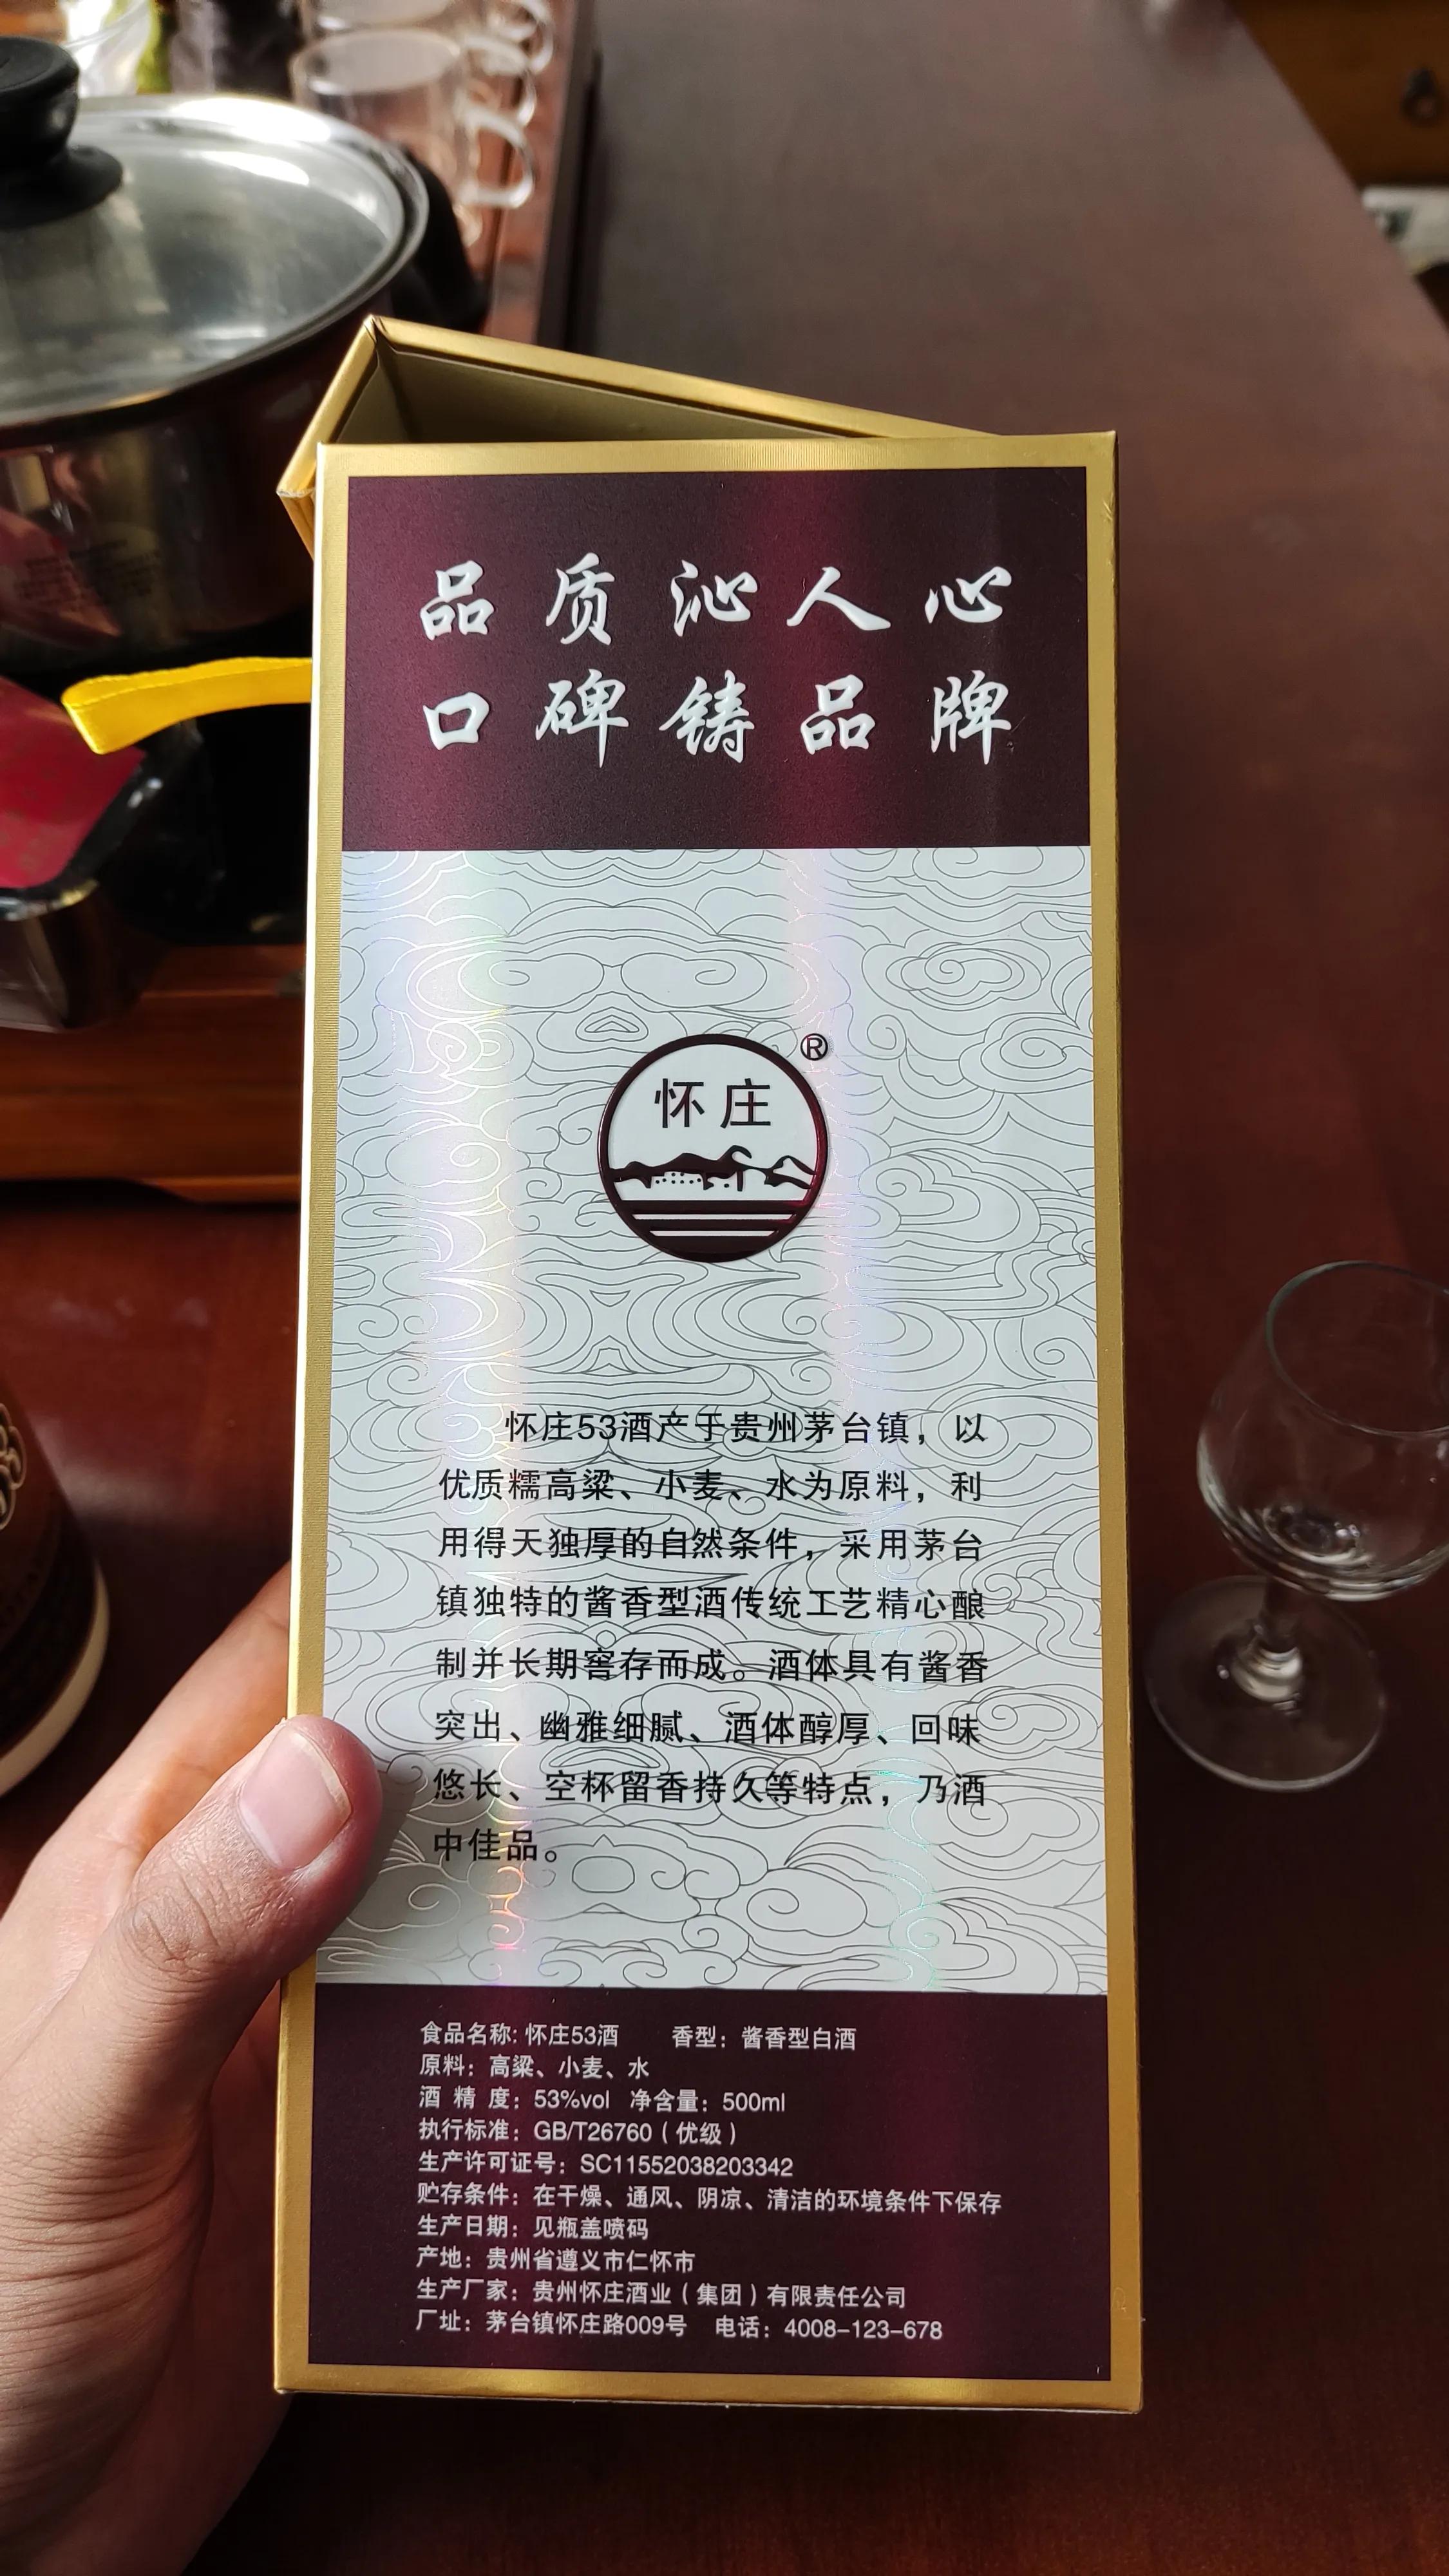 品质沁人心
口碑铸品牌
®
怀庄
怀庄53酒产于贵州茅台镇，以
优质糯高粱、小麦、水为原料，利
用得天独厚的自然条件，采用茅台
镇独特的酱香型酒传统工艺精心酿
制并长期窖存而成。酒体具有酱香
突出、幽雅细腻、酒体醇厚、回味
悠长、空杯留香持久等特点，乃酒
中佳品。
食品名称: 怀庄53酒 香型：酱香型白酒
原料：高粱、小麦、水
酒 精 度：53%vol 净含量：500ml
执行标准：GB/T26760（优级）
生产许可证号：SC11552038203342
贮存条件：在干燥、通风、阴凉、清洁的环境条件下保存
生产日期：见瓶盖喷码
产地：贵州省遵义市仁怀市
生产厂家：贵州怀庄酒业（集团）有限责任公司
厂址：茅台镇怀庄路009号 电话：4008-123-678